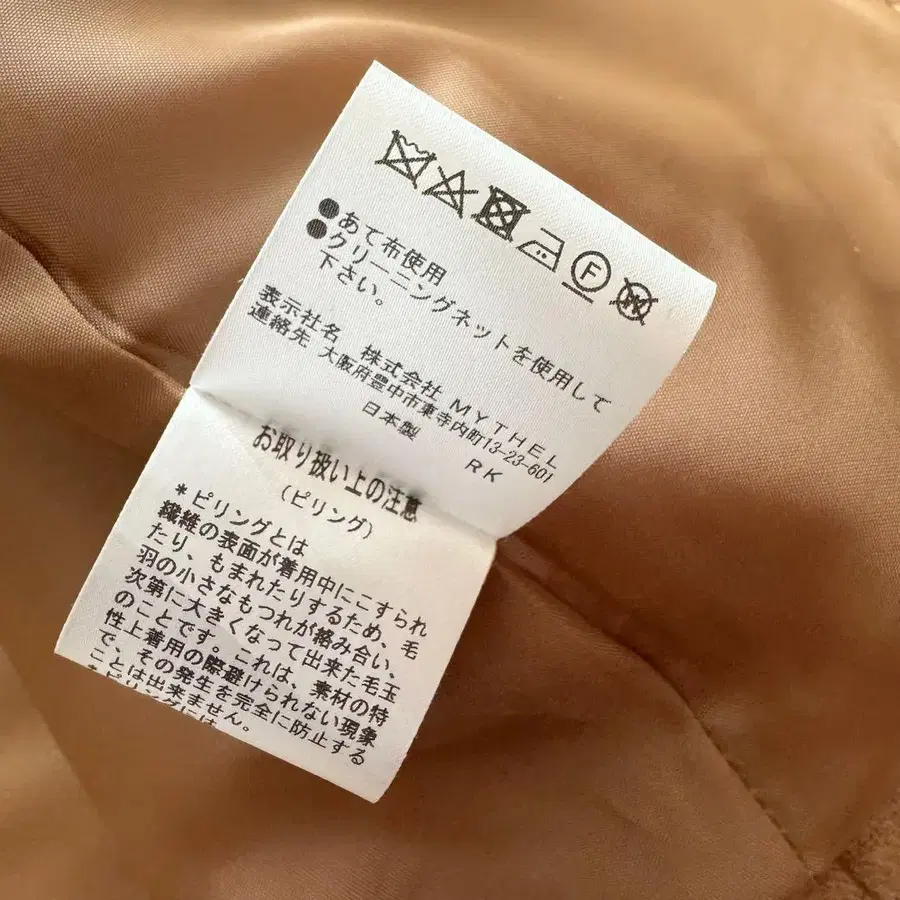 F
W
●あて布使用
●クリーニングネットを使用して
下さい。
表示社名 株式会社 MYTHEL
連絡先 大阪府豊中市東寺内町13-23-601
日本製 RK
お取り扱い上の注意
(ピリング)
*ピリングとは
繊維の表面が着用中にこすられ
たり、もまれたりするため、毛
羽の小さなもつれが絡み合い、
次第に大きくなって出来た毛玉
のことです。これは、素材の特
性上着用の際避けられない現象
で、その発生を完全に防止する
ことは出来ません。
ピリングには、